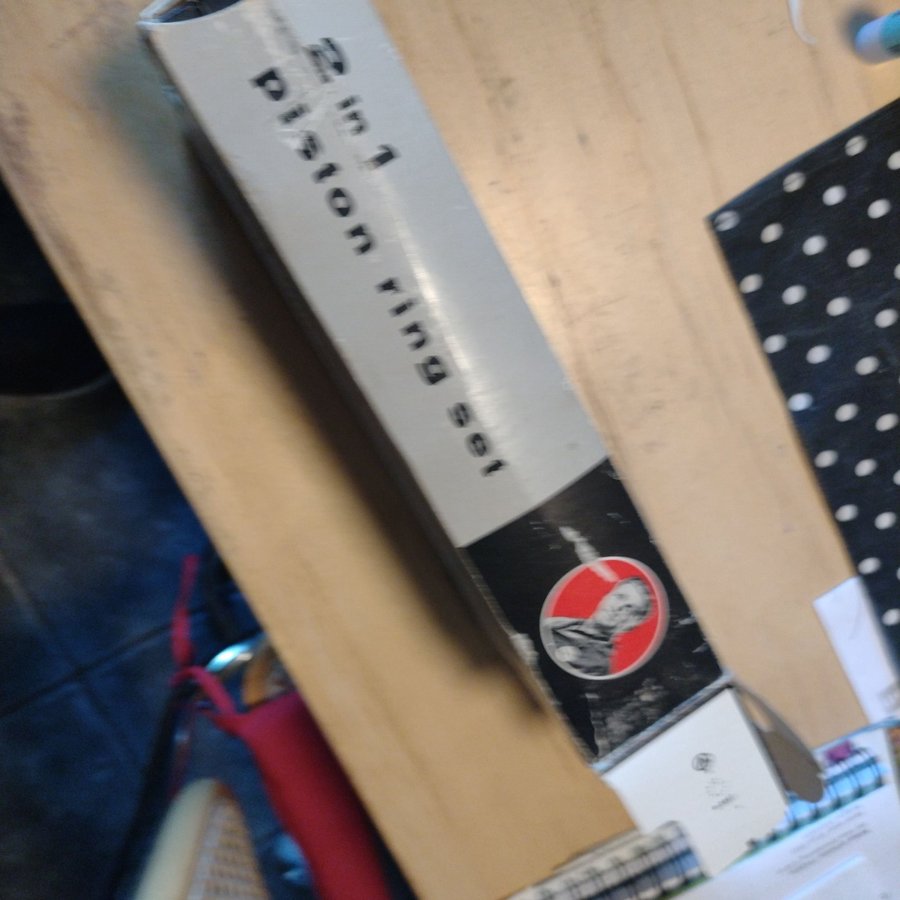 2 in 1
piston ring set